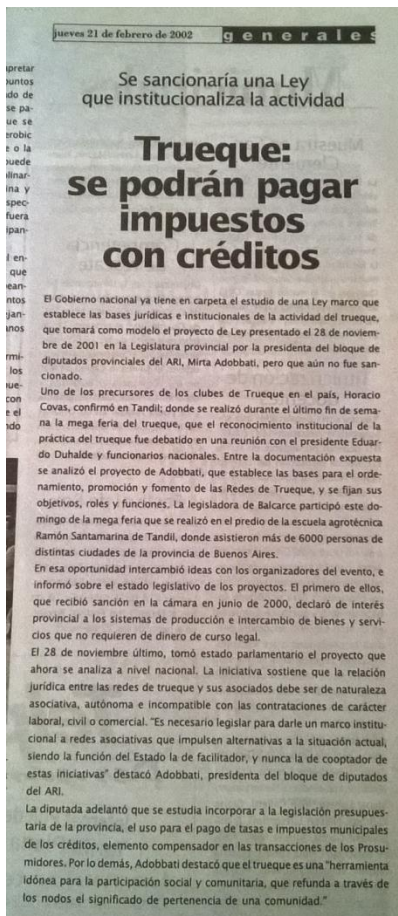 jueves 21 de febrero de 2002
generales
Se sancionaría una Ley
que institucionaliza la actividad
Trueque:
se podrán pagar
impuestos
con créditos
El Gobierno nacional ya tiene en carpeta el estudio de una Ley marco que
establece las bases jurídicas e institucionales de la actividad del trueque,
que tomará como modelo el proyecto de Ley presentado el 28 de noviem-
bre de 2001 en la Legislatura provincial por la presidenta del bloque de
diputados provinciales del ARI, Mirta Adobbati, pero que aún no fue san-
cionado.
Uno de los precursores de los clubes de Trueque en el país, Horacio
Covas, confirmó en Tandil; donde se realizó durante el último fin de sema-
na la mega feria del trueque, que el reconocimiento institucional de la
práctica del trueque fue debatido en una reunión con el presidente Eduar-
do Duhalde y funcionarios nacionales. Entre la documentación expuesta
se analizó el proyecto de Adobbati, que establece las bases para el orde-
namiento, promoción y fomento de las Redes de Trueque, y se fijan sus
objetivos, roles y funciones. La legisladora de Balcarce participó este do-
mingo de la mega feria que se realizó en el predio de la escuela agrotécnica
Ramón Santamarina de Tandil, donde asistieron más de 6000 personas de
distintas ciudades de la provincia de Buenos Aires.
En esa oportunidad intercambió ideas con los organizadores del evento, e
informó sobre el estado legislativo de los proyectos. El primero de ellos,
que recibió sanción en la cámara en junio de 2000, declaró de interés
provincial a los sistemas de producción e intercambio de bienes y servi-
cios que no requieren de dinero de curso legal.
El 28 de noviembre último, tomó estado parlamentario el proyecto que
ahora se analiza a nivel nacional. La iniciativa sostiene que la relación
jurídica entre las redes de trueque y sus asociados debe ser de naturaleza
asociativa, autónoma e incompatible con las contrataciones de carácter
laboral, civil o comercial. "Es necesario legislar para darle un marco institu-
cional a redes asociativas que impulsen alternativas a la situación actual,
siendo la función del Estado la de facilitador, y nunca la de cooptador de
estas iniciativas" destacó Adobbati, presidenta del bloque de diputados
del ARI.
La diputada adelantó que se estudia incorporar a la legislación presupues-
taria de la provincia, el uso para el pago de tasas e impuestos municipales
de los créditos, elemento compensador en las transacciones de los Prosu-
midores. Por lo demás, Adobbati destacó que el trueque es una "herramienta
idónea para la participación social y comunitaria, que refunda a través de
los nodos el significado de pertenencia de una comunidad."